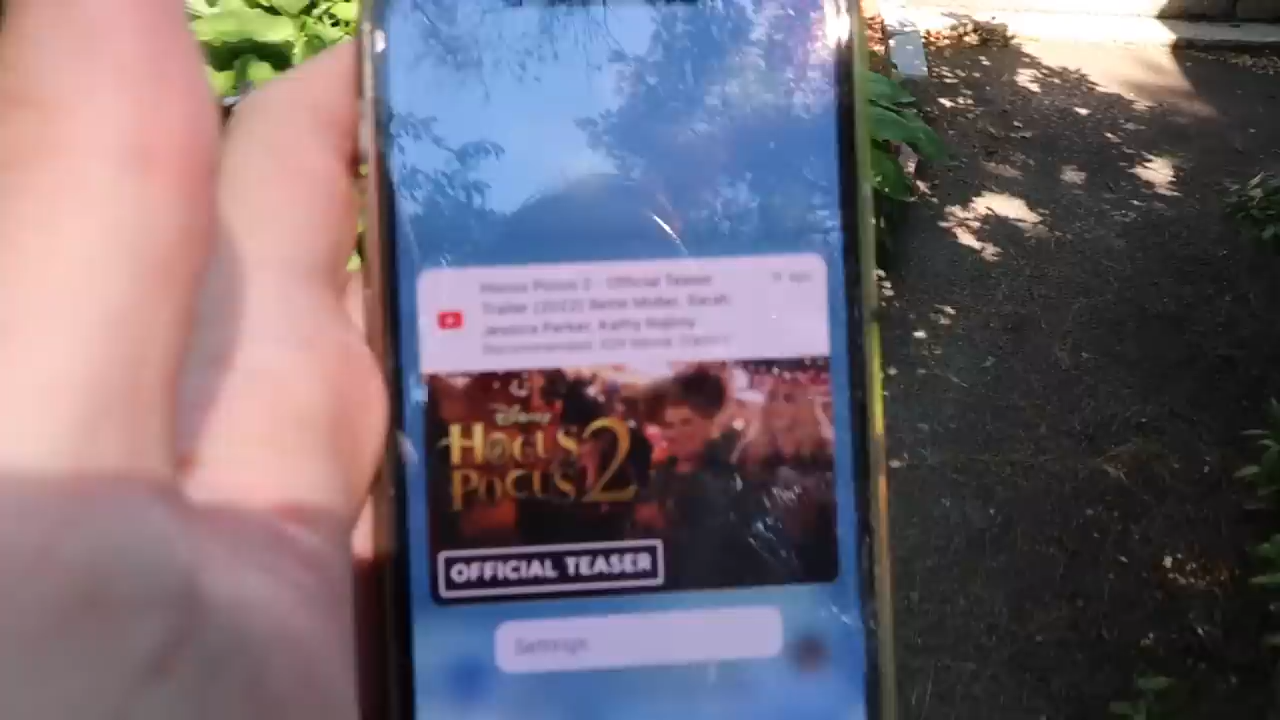 Hocus Pocus 2 - Official Teaser
Trailer (2022) Bette Midler, Sarah
Jessica Parker, Kathy Najimy
Disney
HOCUS
POCUS 2
OFFICIAL TEASER
Settings